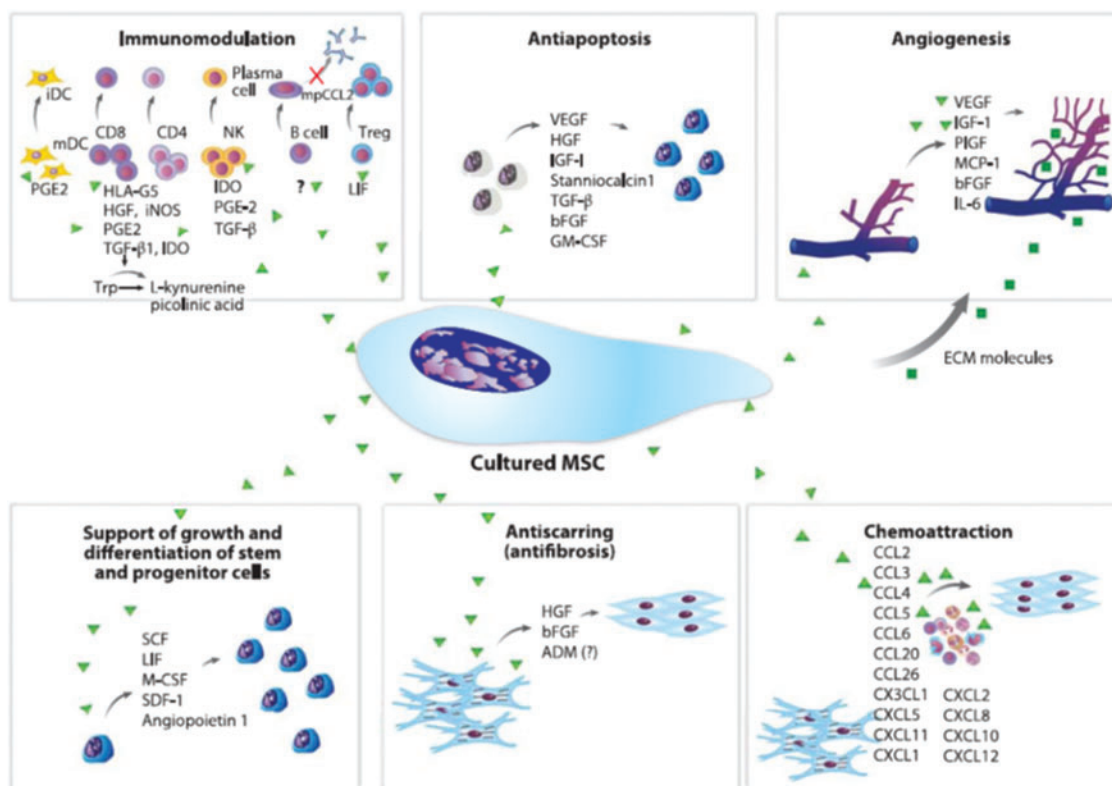 Immunomodulation
iDC
mDC
PGE2
CD8
CD4
HLA-G5
HGF, iNOS
PGE2
TGF-β1, IDO
Trp
L-kynurenine
picolinic acid
Plasma
cell
NK
IDO
PGE-2
TGF-β
mpCCL2
B cell
?
Treg
LIF
Antiapoptosis
VEGF
HGF
IGF-I
Stanniocalcin1
TGF-β
bFGF
GM-CSF
Angiogenesis
VEGF
IGF-1
PIGF
MCP-1
bFGF
IL-6
ECM molecules
Cultured MSC
Support of growth and
differentiation of stem
and progenitor cells
SCF
LIF
M-CSF
SDF-1
Angiopoietin 1
Antiscarring
(antifibrosis)
HGF
bFGF
ADM (?)
Chemoattraction
CCL2
CCL3
CCL4
CCL5
CCL6
CCL20
CCL26
CX3CL1 CXCL2
CXCL5 CXCL8
CXCL11 CXCL10
CXCL1 CXCL12